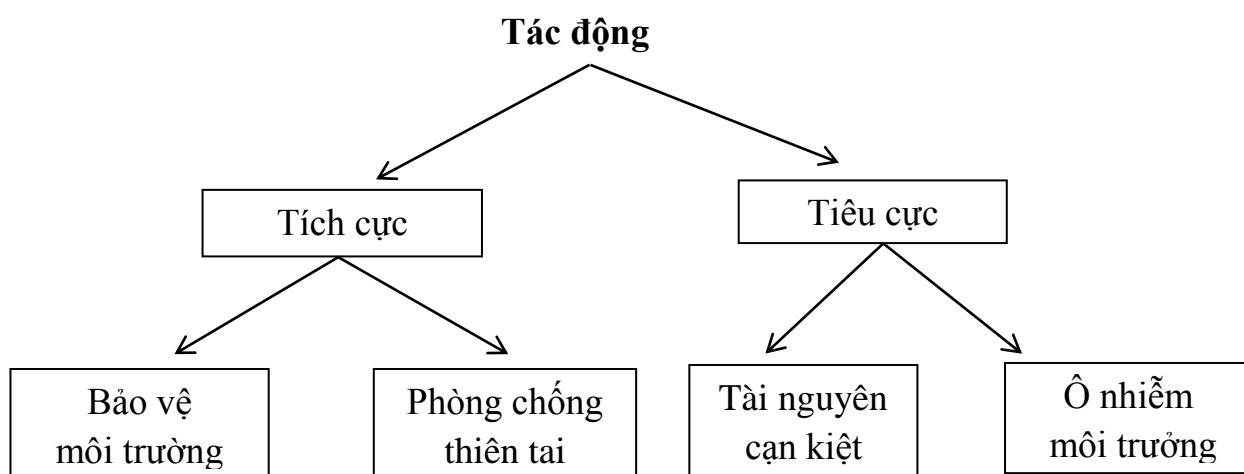 Tác động
Tích cực
Tiêu cực
Bảo vệ
môi trường
Phòng chống
thiên tai
Tài nguyên
cạn kiệt
Ô nhiễm
môi trưởng